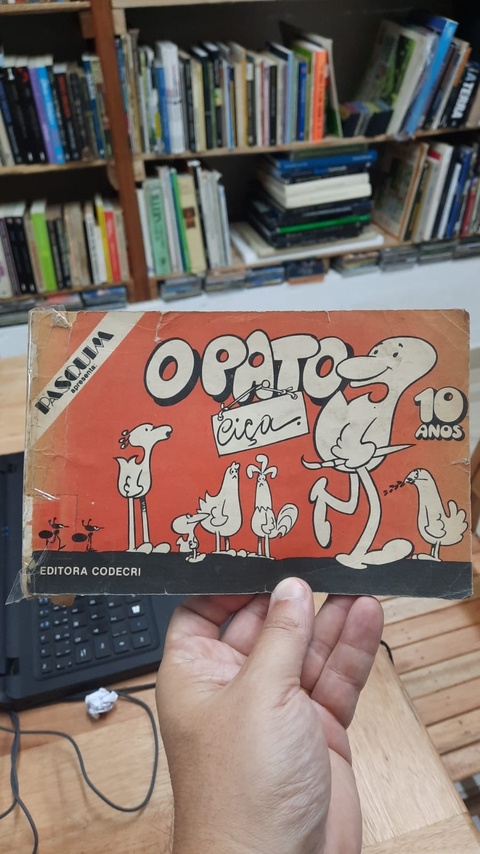 PASQUIM
apresenta:
O PATO
ciça.
10
ANOS
EDITORA CODECRI